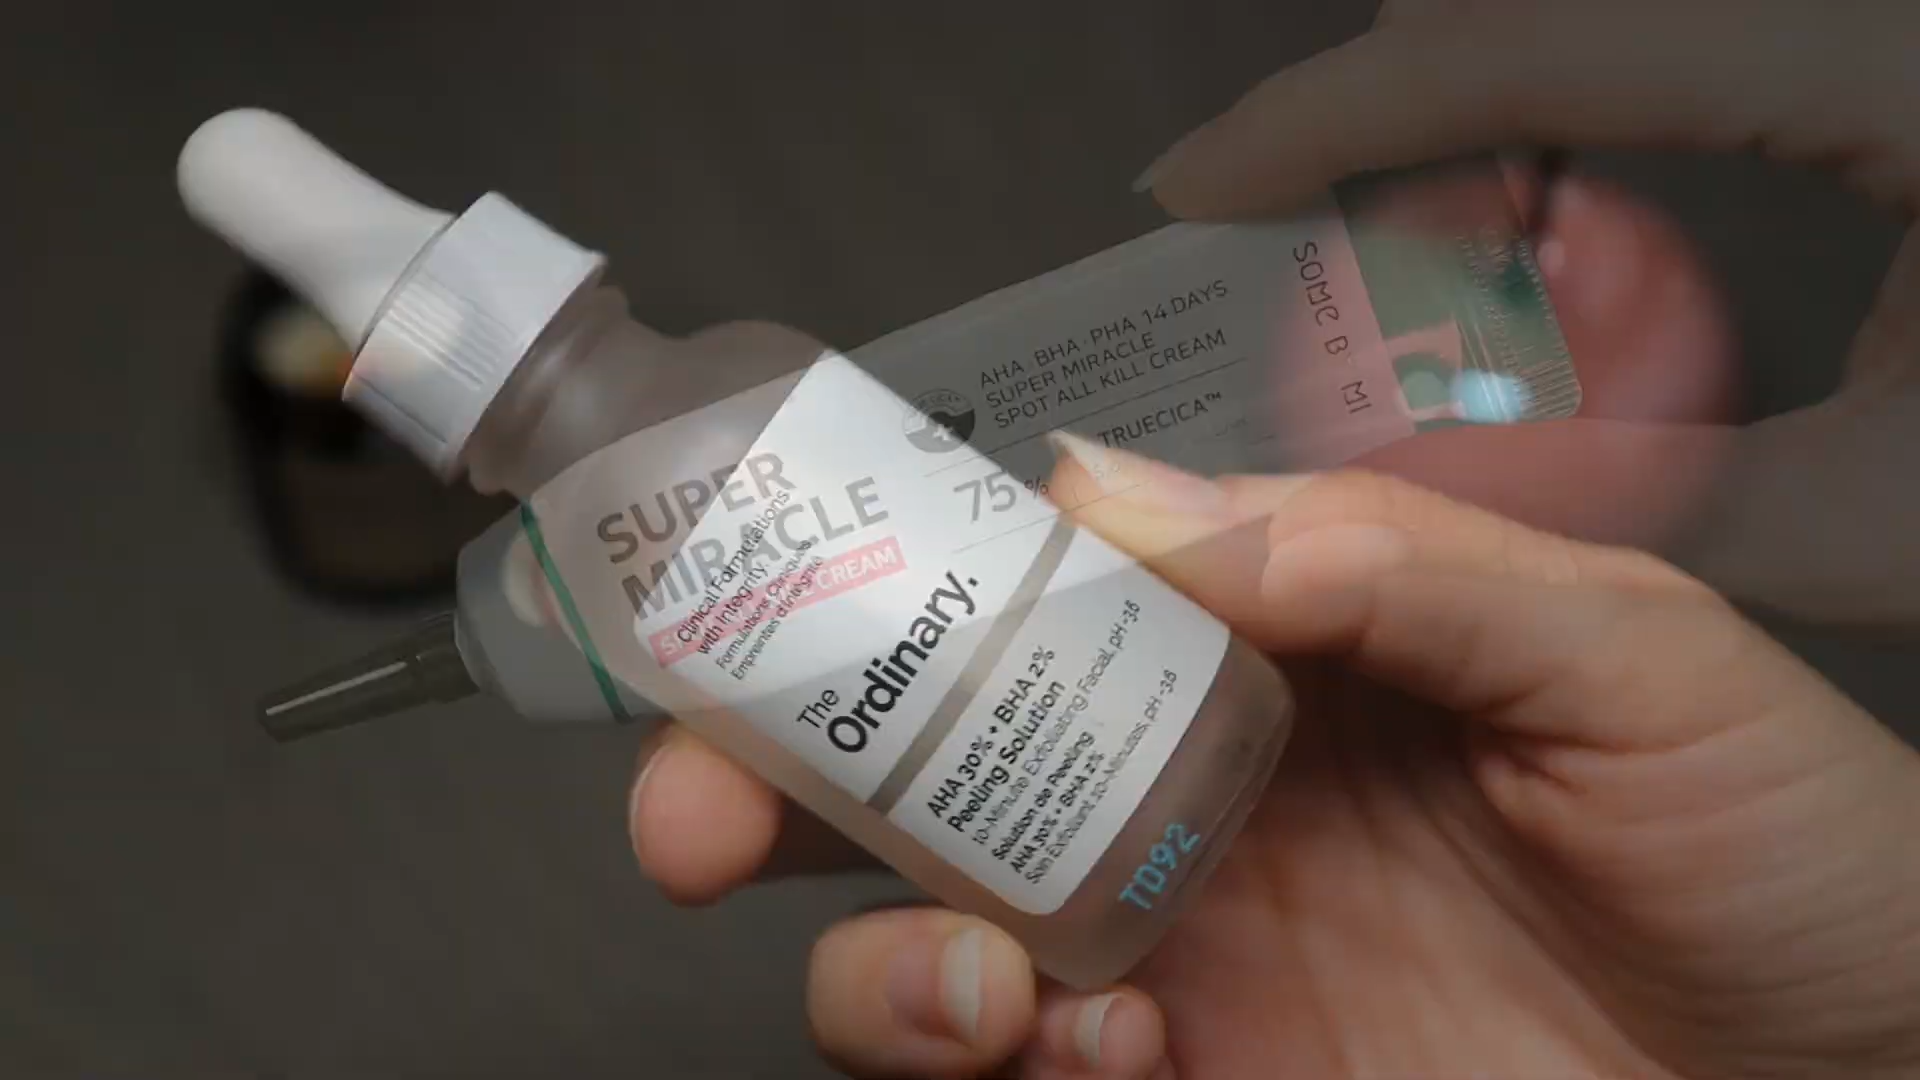 SUPER
MIRACLE
CREAM
AHA·BHA·PHA 14 DAYS
SUPER MIRACLE
SPOT ALL KILL CREAM
TRUECICA™
75%
SOME BY MI
Clinical Formulations
with Integrity.
Formulations Cliniques
Empreintes d'intégrité
The
Ordinary.
AHA 30% + BHA 2%
Peeling Solution
10-Minute Exfoliating Facial, pH ~3.6
Solution de Peeling
AHA 30% + BHA 2%
Soin Exfoliant 10-Minutes, pH ~3.6
TD92